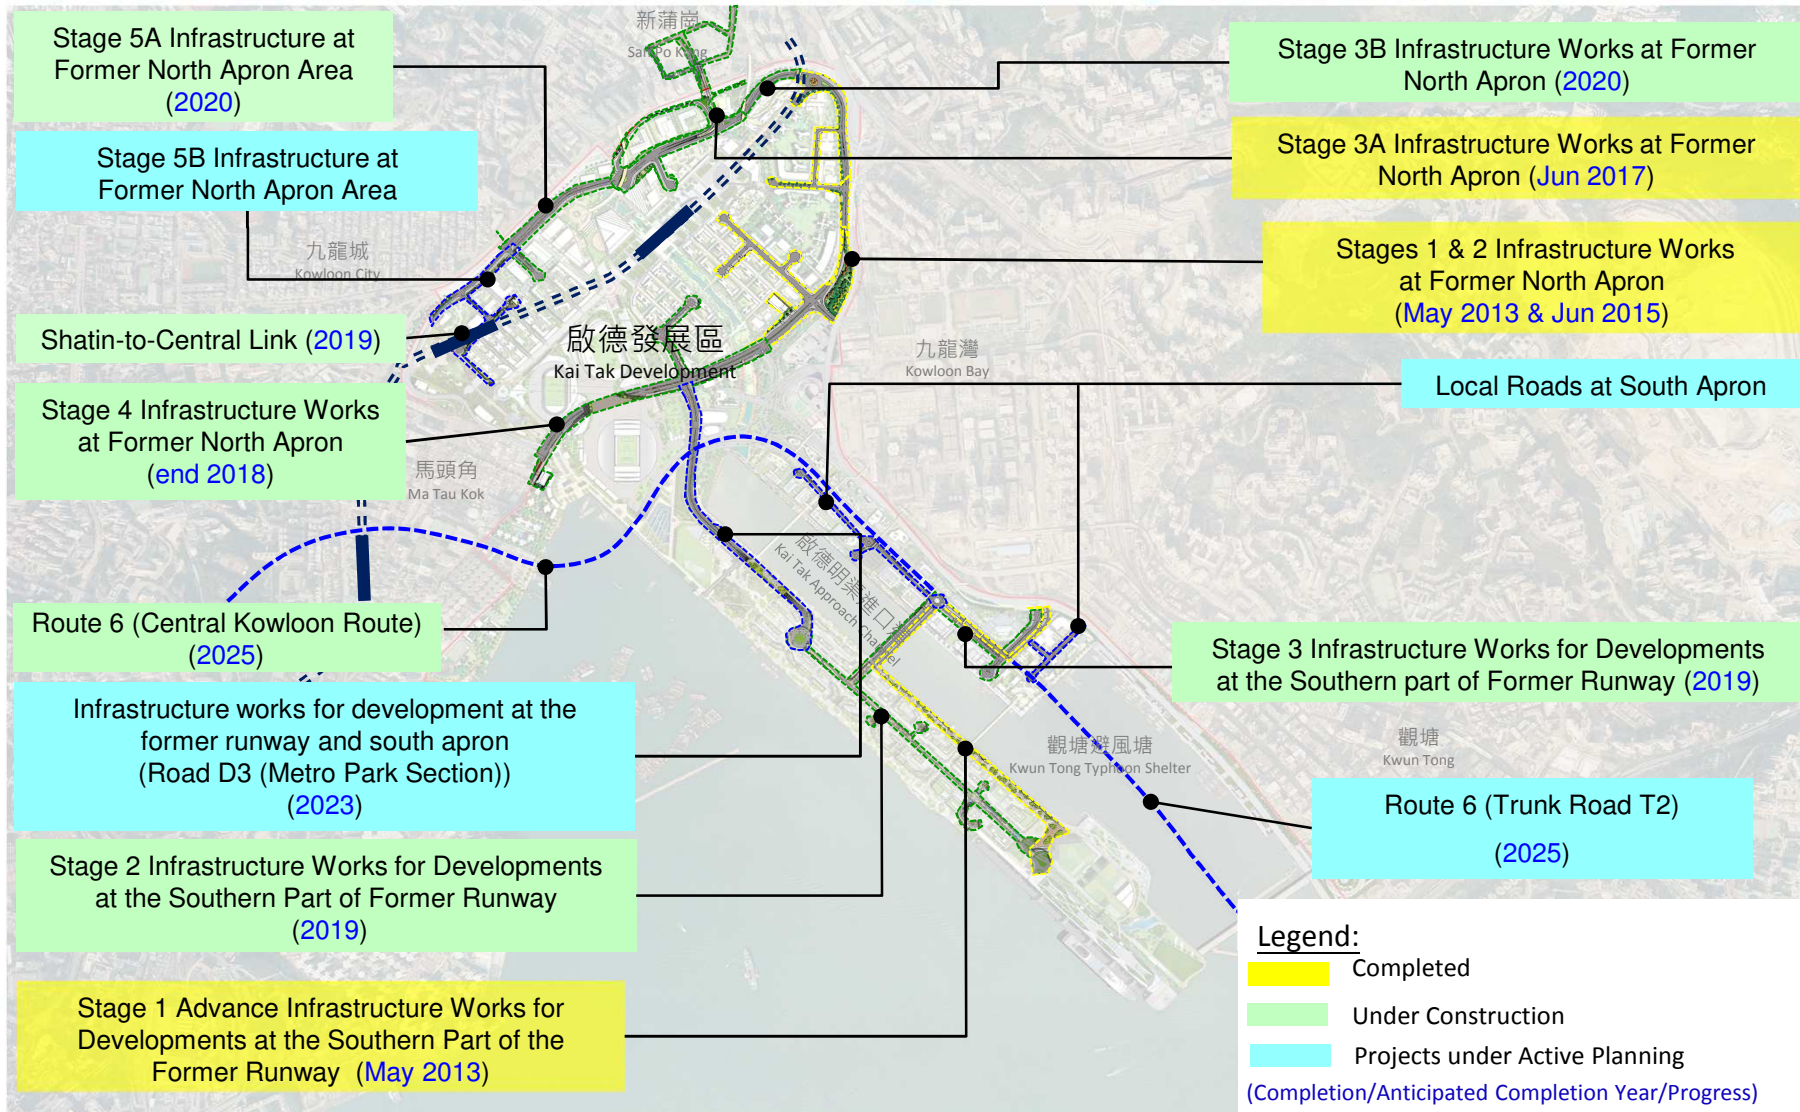 Stage 5A Infrastructure at
Former North Apron Area
(2020)
Stage 5B Infrastructure at
Former North Apron Area
Shatin-to-Central Link (2019)
Stage 4 Infrastructure Works
at Former North Apron
(end 2018)
Route 6 (Central Kowloon Route)
(2025)
Infrastructure works for development at the
former runway and south apron
(Road D3 (Metro Park Section))
(2023)
Stage 2 Infrastructure Works for Developments
at the Southern Part of Former Runway
(2019)
Stage 1 Advance Infrastructure Works for
Developments at the Southern Part of the
Former Runway (May 2013)
新蒲崗
San Po Kong
九龍城
Kowloon City
啟德發展區
Kai Tak Development
九龍灣
Kowloon Bay
馬頭角
Ma Tau Kok
啟德明渠進口
Kai Tak Approach Channel
觀塘避風塘
Kwun Tong Typhoon Shelter
觀塘
Kwun Tong
Stage 3B Infrastructure Works at Former
North Apron (2020)
Stage 3A Infrastructure Works at Former
North Apron (Jun 2017)
Stages 1 & 2 Infrastructure Works
at Former North Apron
(May 2013 & Jun 2015)
Local Roads at South Apron
Stage 3 Infrastructure Works for Developments
at the Southern part of Former Runway (2019)
Route 6 (Trunk Road T2)
(2025)
Legend:
Completed
Under Construction
Projects under Active Planning
(Completion/Anticipated Completion Year/Progress)